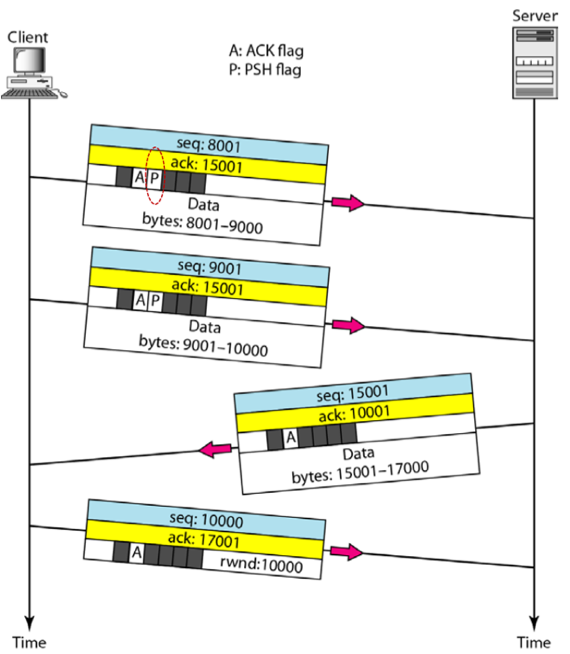 Client
Server
A: ACK flag
P: PSH flag
seq: 8001
ack: 15001
A P
Data
bytes: 8001–9000
seq: 9001
ack: 15001
A P
Data
bytes: 9001–10000
seq: 15001
ack: 10001
A
Data
bytes: 15001–17000
seq: 10000
ack: 17001
A
rwnd:10000
Time
Time